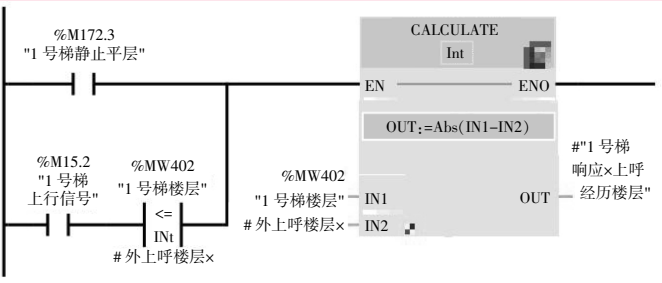 %M172.3
"1 号梯静止平层"
CALCULATE
Int
EN
ENO
OUT:=Abs(IN1-IN2)
%M15.2
"1 号梯
上行信号"
%MW402
"1 号梯楼层"
<=
INt
# 外上呼楼层×
%MW402
"1 号梯楼层"
IN1
# 外上呼楼层×
IN2
OUT
#"1 号梯
响应×上呼
经历楼层"